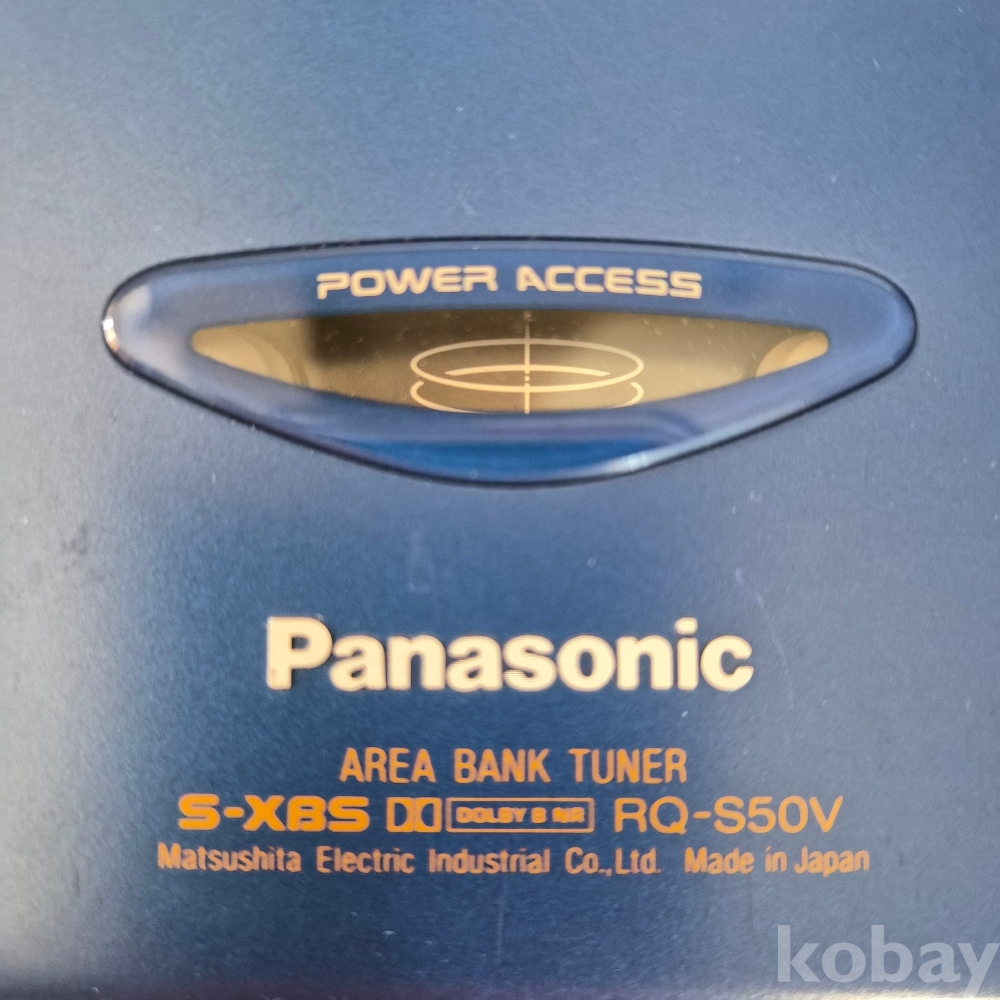 POWER ACCESS
Panasonic
AREA BANK TUNER
S-XBS DOLBY B NR RQ-S50V
Matsushita Electric Industrial Co.,Ltd. Made in Japan
kobay